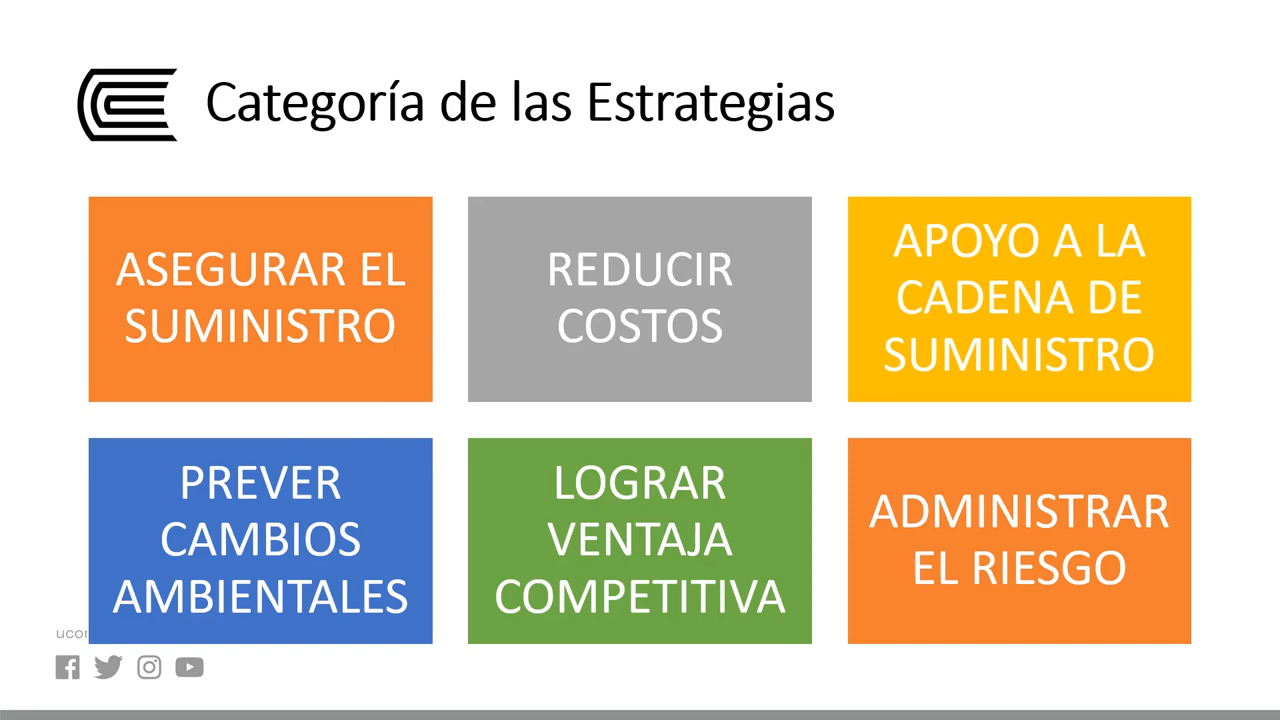 Categoría de las Estrategias
ASEGURAR EL
SUMINISTRO
REDUCIR
COSTOS
APOYO A LA
CADENA DE
SUMINISTRO
PREVER
CAMBIOS
AMBIENTALES
LOGRAR
VENTAJA
COMPETITIVA
ADMINISTRAR
EL RIESGO